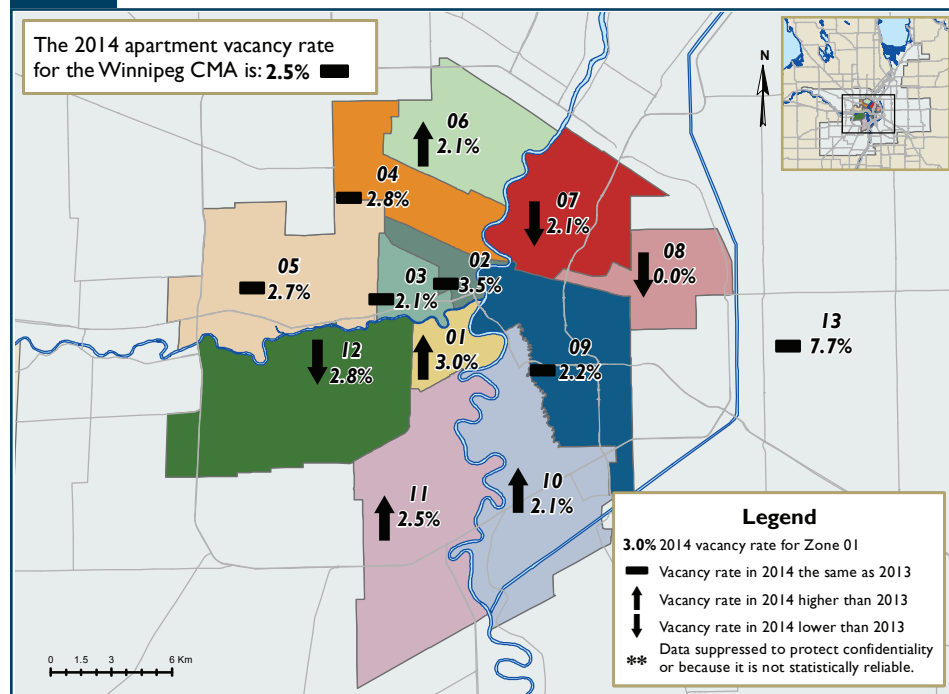 The 2014 apartment vacancy rate
for the Winnipeg CMA is: 2.5%
N
06
2.1%
04
2.8%
07
2.1%
08
0.0%
05
2.7%
03
2.1%
02
3.5%
13
7.7%
12
2.8%
01
3.0%
09
2.2%
11
2.5%
10
2.1%
Legend
3.0% 2014 vacancy rate for Zone 01
Vacancy rate in 2014 the same as 2013
Vacancy rate in 2014 higher than 2013
Vacancy rate in 2014 lower than 2013
** Data suppressed to protect confidentiality
or because it is not statistically reliable.
0 1.5 3 6 Km